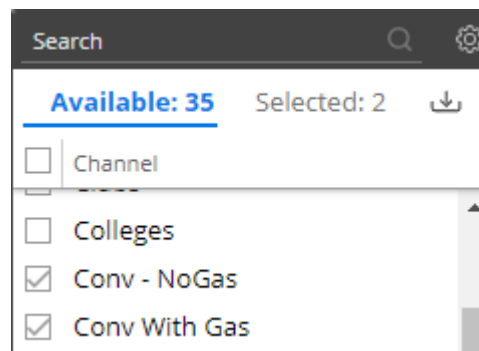 Search
Available: 35 Selected: 2
Channel
Colleges
Conv - NoGas
Conv With Gas